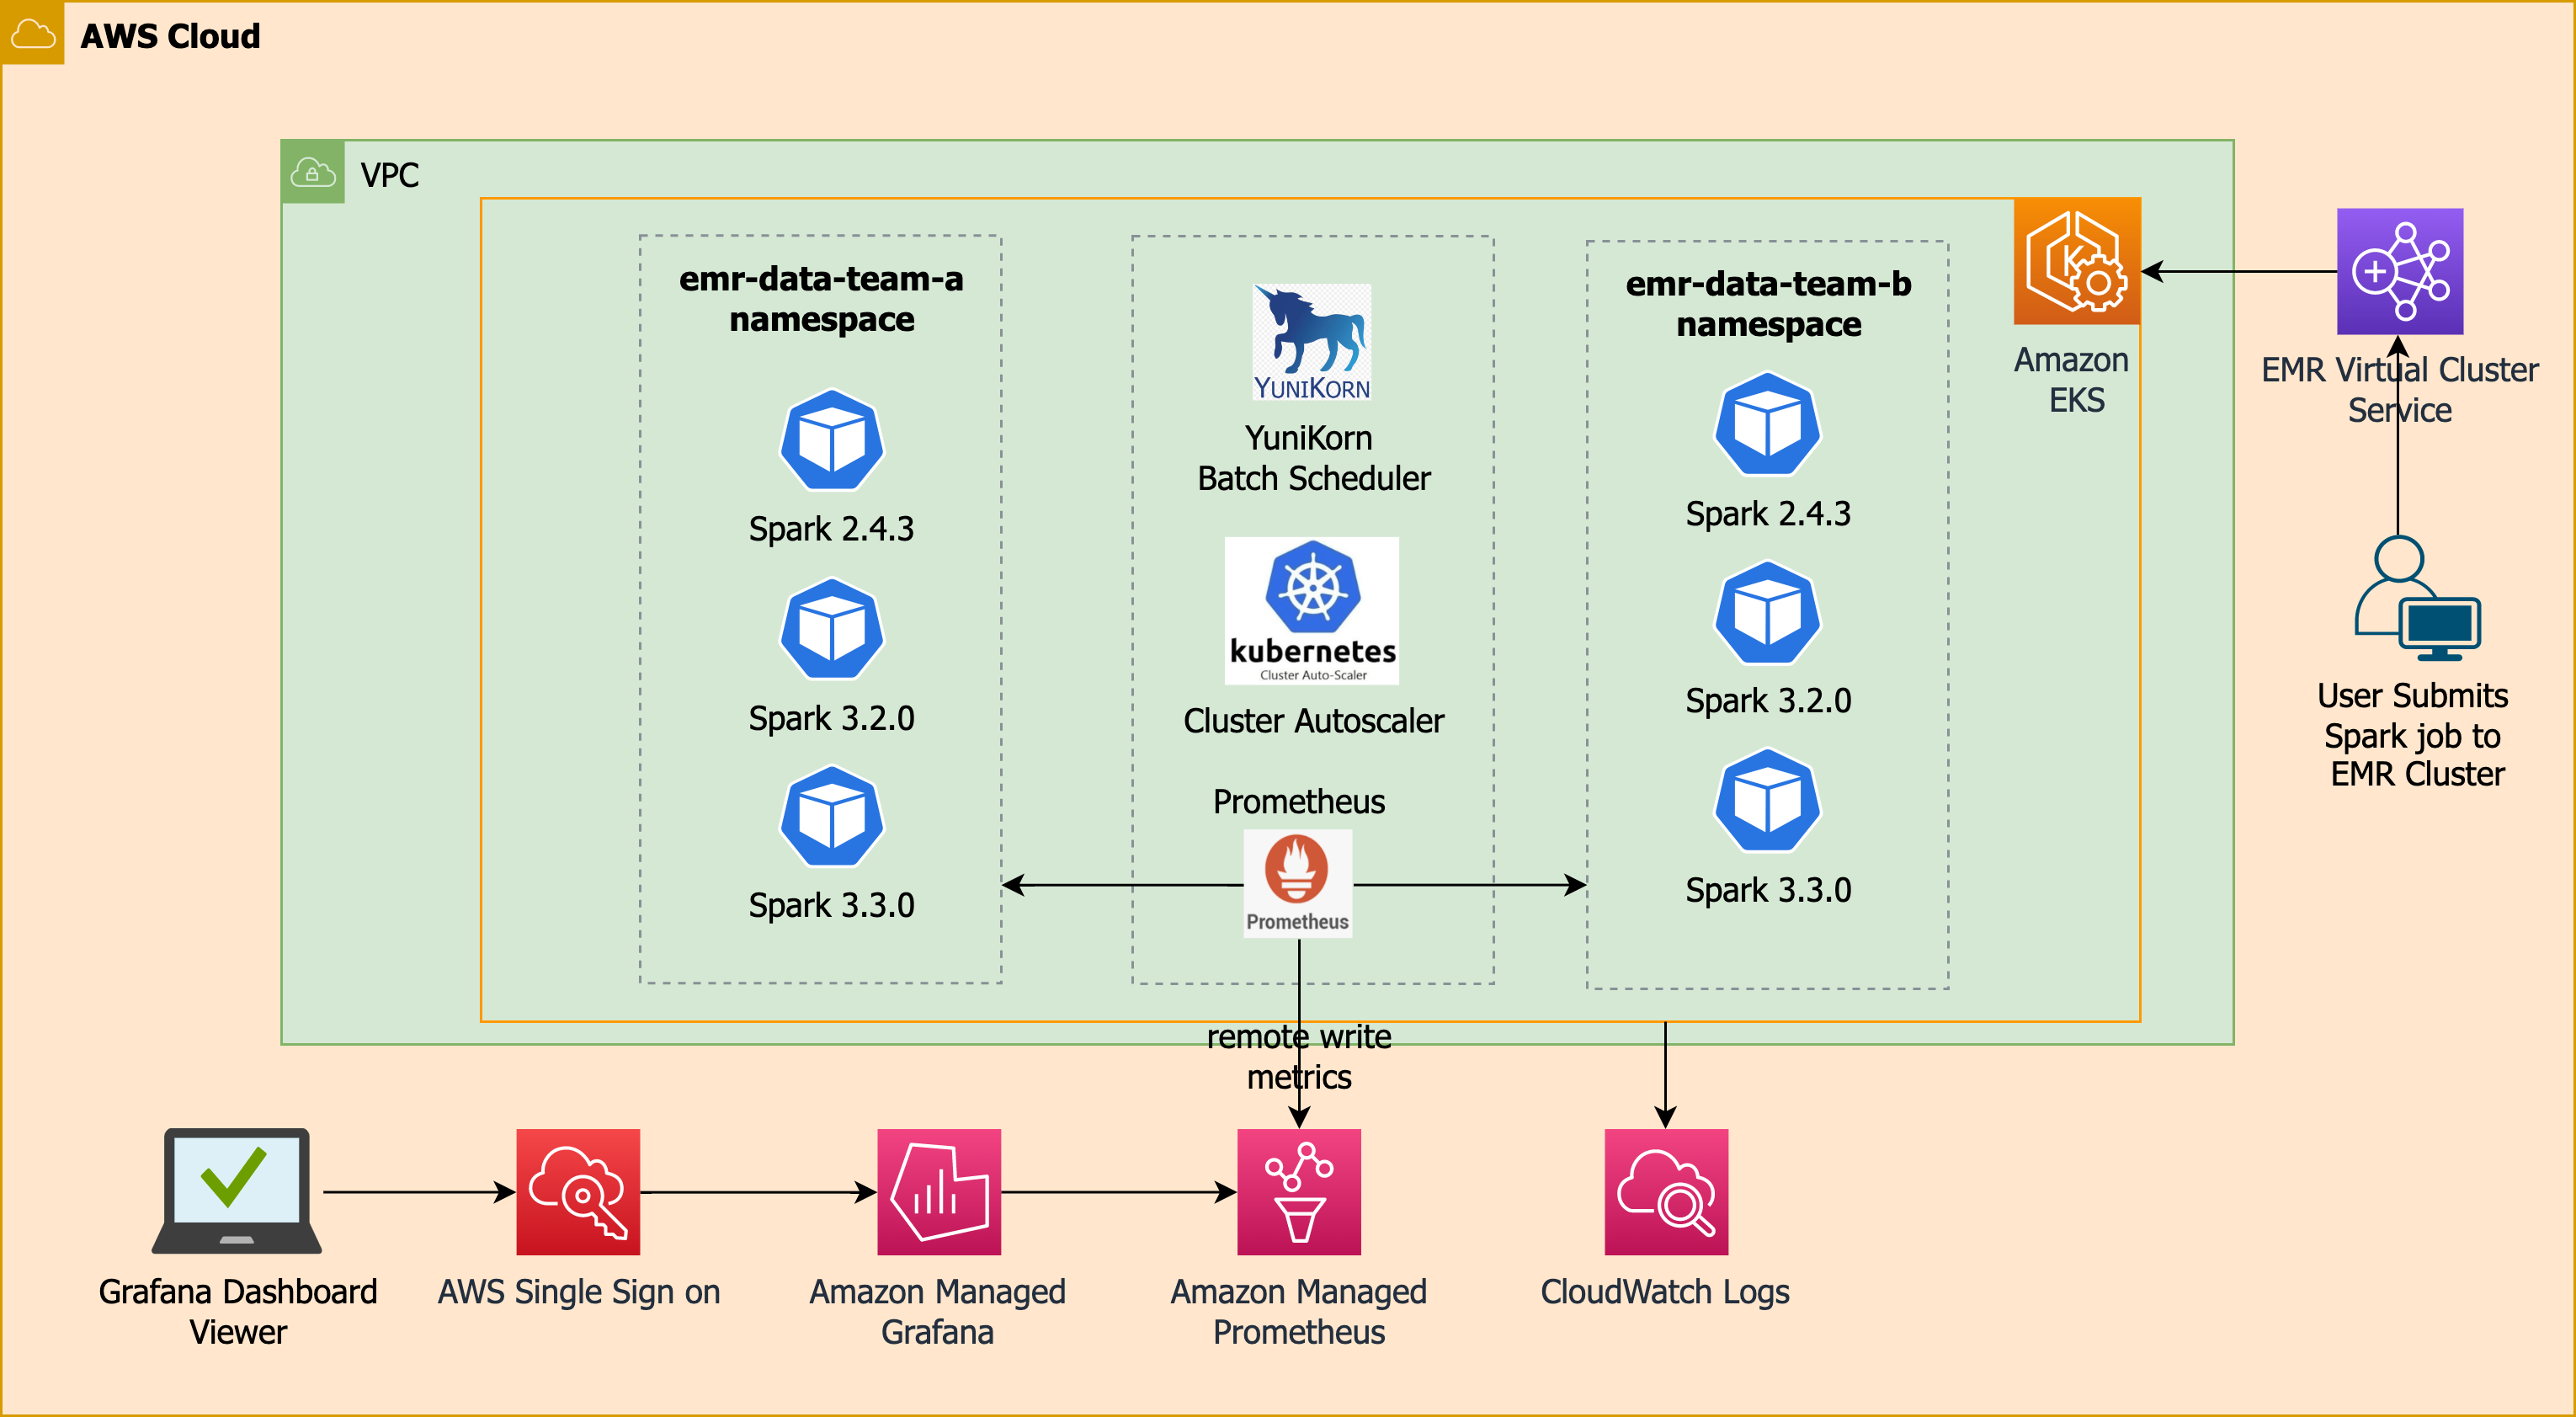 AWS Cloud
VPC
emr-data-team-a
namespace
Spark 2.4.3
Spark 3.2.0
Spark 3.3.0
YUNIKORN
YuniKorn
Batch Scheduler
kubernetes
Cluster Auto-Scaler
Cluster Autoscaler
Prometheus
Prometheus
emr-data-team-b
namespace
Spark 2.4.3
Spark 3.2.0
Spark 3.3.0
K
Amazon
EKS
EMR Virtual Cluster
Service
User Submits
Spark job to
EMR Cluster
remote write
metrics
Grafana Dashboard
Viewer
AWS Single Sign on
Amazon Managed
Grafana
Amazon Managed
Prometheus
CloudWatch Logs